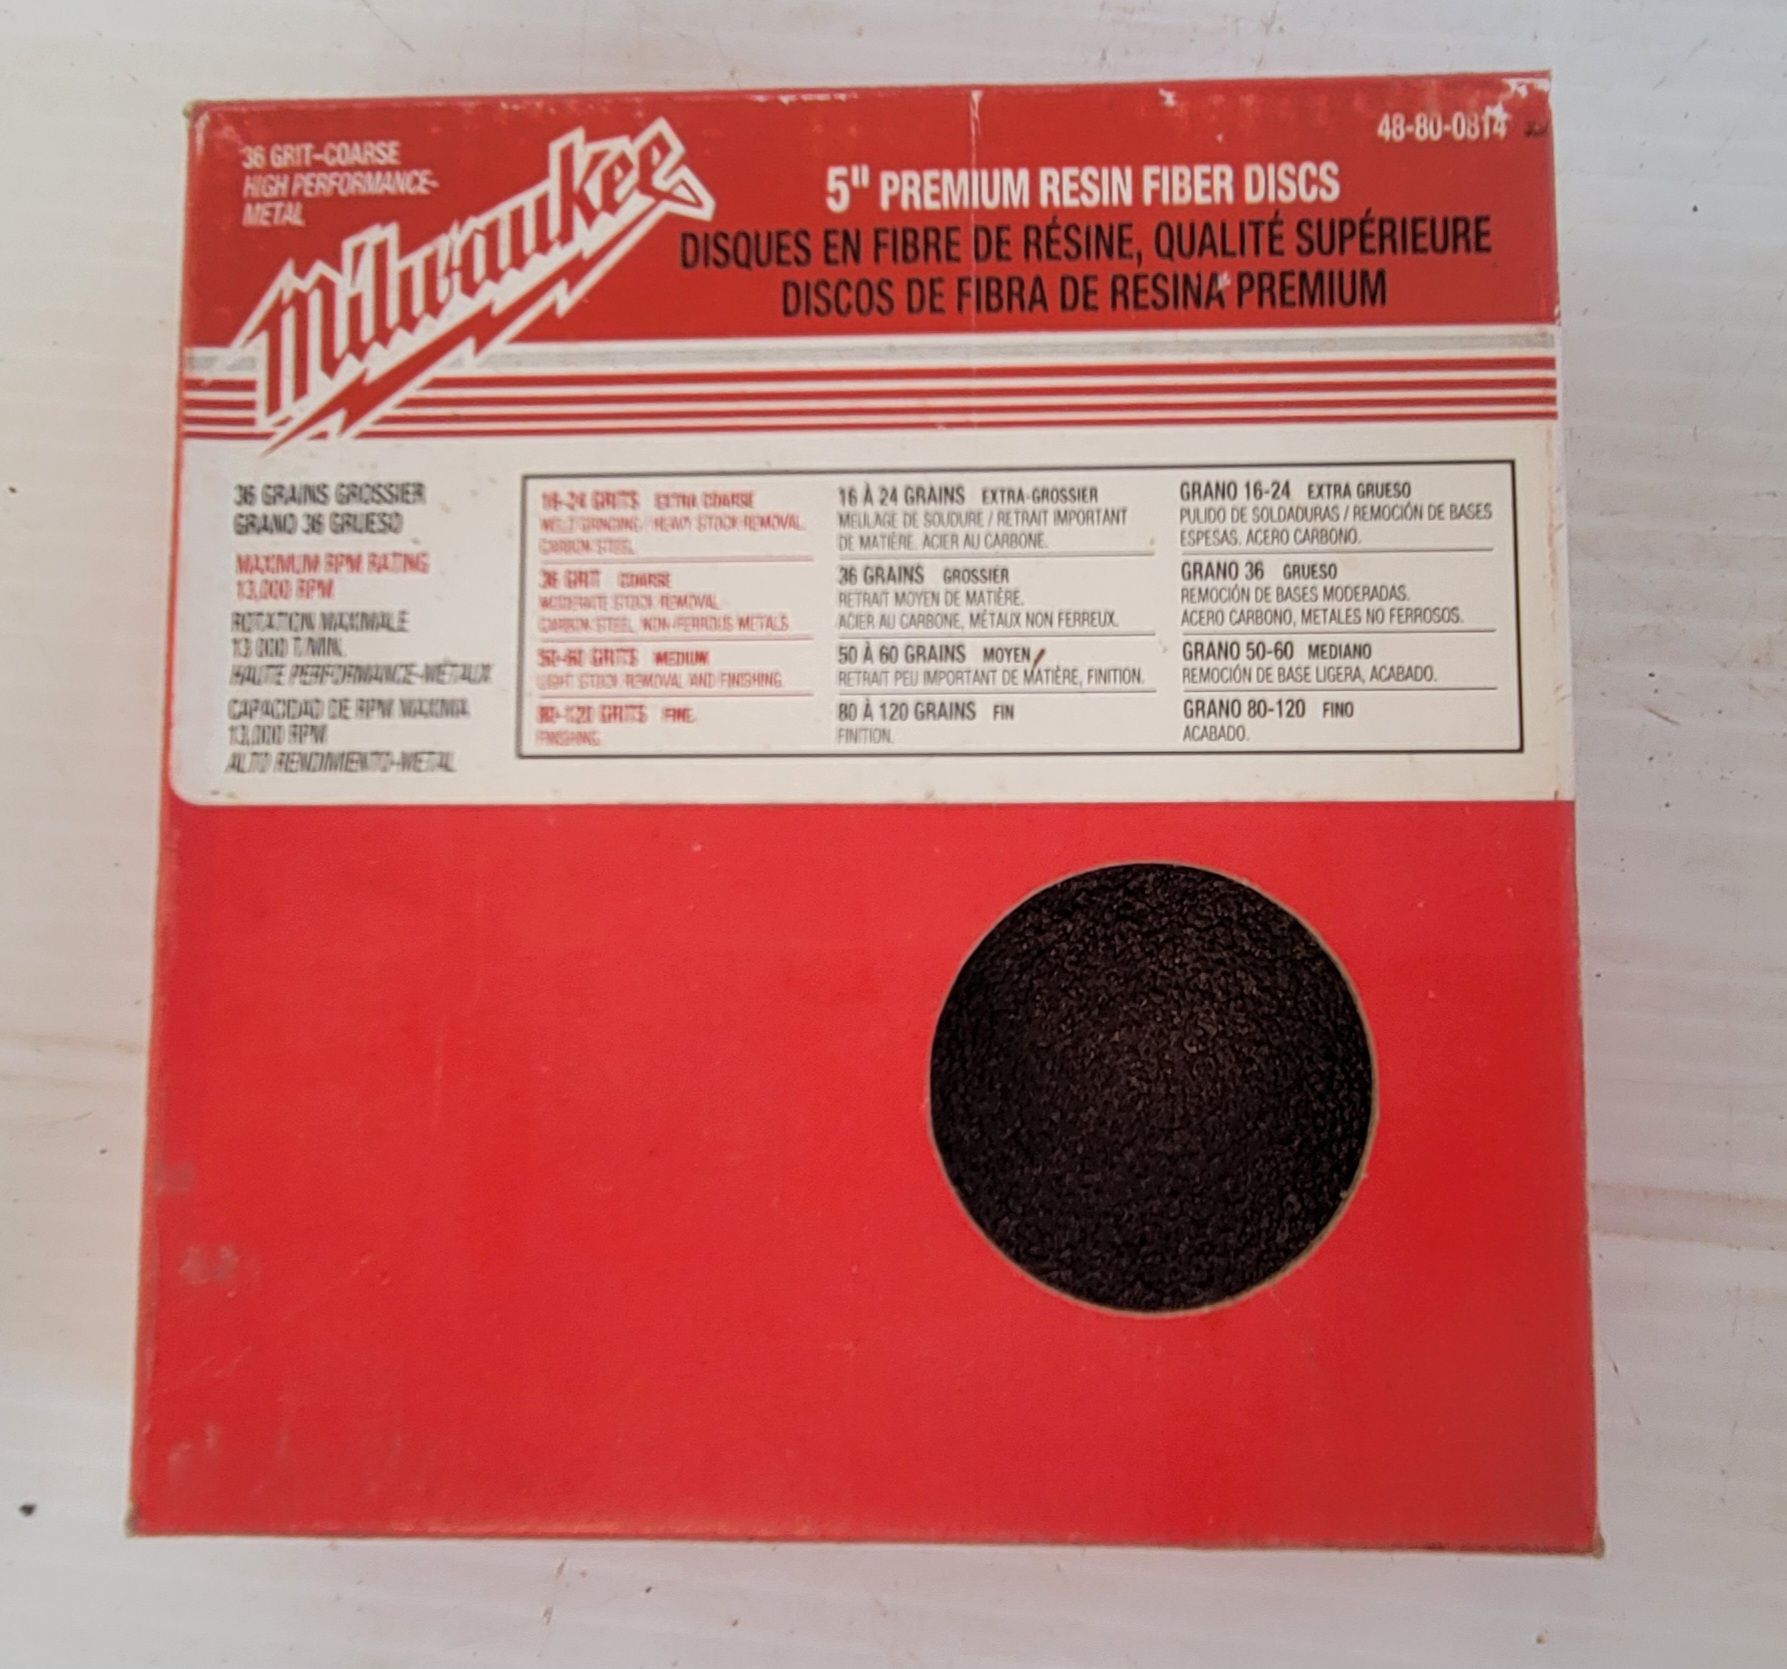 36 GRIT-COARSE
HIGH PERFORMANCE-
METAL
Milwaukee
48-80-0814
5" PREMIUM RESIN FIBER DISCS
DISQUES EN FIBRE DE RÉSINE, QUALITÉ SUPÉRIEURE
DISCOS DE FIBRA DE RESINA PREMIUM
36 GRAINS GROSSIER
GRANO 36 GRUESO
MAXIMUM RPM RATING
13,000 RPM
ROTATION MAXIMALE
13 000 T/MIN.
HAUTE PERFORMANCE-MÉTAUX
CAPACIDAD DE RPM MAXIMA
13,000 RPM
ALTO RENDIMIENTO-METAL
16-24 GRITS EXTRA COARSE
WELD GRINDING / HEAVY STOCK REMOVAL.
CARBON STEEL.
36 GRIT COARSE
MODERATE STOCK REMOVAL.
CARBON STEEL, NON-FERROUS METALS.
50-60 GRITS MEDIUM
LIGHT STOCK REMOVAL AND FINISHING.
80-120 GRITS FINE
FINISHING.
16 À 24 GRAINS EXTRA-GROSSIER
MEULAGE DE SOUDURE / RETRAIT IMPORTANT
DE MATIÈRE. ACIER AU CARBONE.
36 GRAINS GROSSIER
RETRAIT MOYEN DE MATIÈRE.
ACIER AU CARBONE, MÉTAUX NON FERREUX.
50 À 60 GRAINS MOYEN
RETRAIT PEU IMPORTANT DE MATIÈRE, FINITION.
80 À 120 GRAINS FIN
FINITION.
GRANO 16-24 EXTRA GRUESO
PULIDO DE SOLDADURAS / REMOCIÓN DE BASES
ESPESAS. ACERO CARBONO.
GRANO 36 GRUESO
REMOCIÓN DE BASES MODERADAS.
ACERO CARBONO, METALES NO FERROSOS.
GRANO 50-60 MEDIANO
REMOCIÓN DE BASE LIGERA, ACABADO.
GRANO 80-120 FINO
ACABADO.